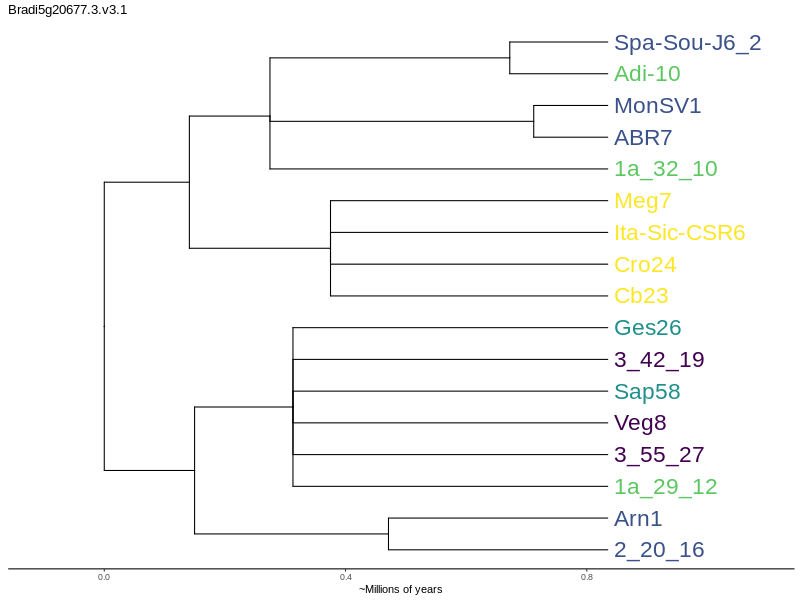 Bradi5g20677.3.v3.1
Spa-Sou-J6_2
Adi-10
MonSV1
ABR7
1a_32_10
Meg7
Ita-Sic-CSR6
Cro24
Cb23
Ges26
3_42_19
Sap58
Veg8
3_55_27
1a_29_12
Arn1
2_20_16
0.0 0.4 0.8
~Millions of years